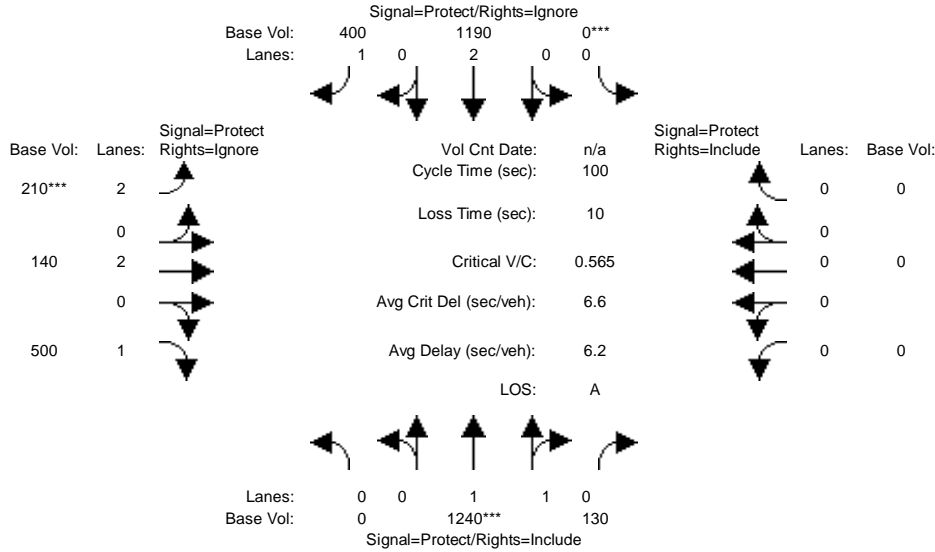 Signal=Protect/Rights=Ignore
Base Vol: 400 1190 0***
Lanes: 1 0 2 0 0
Signal=Protect Signal=Protect
Base Vol: Lanes: Rights=Ignore Vol Cnt Date: n/a Rights=Include Lanes: Base Vol:
Cycle Time (sec): 100
210*** 2 0 0
Loss Time (sec): 10
0 0
140 2 Critical V/C: 0.565 0 0
0 Avg Crit Del (sec/veh): 6.6 0
500 1 Avg Delay (sec/veh): 6.2 0 0
LOS: A
Lanes: 0 0 1 1 0
Base Vol: 0 1240*** 130
Signal=Protect/Rights=Include